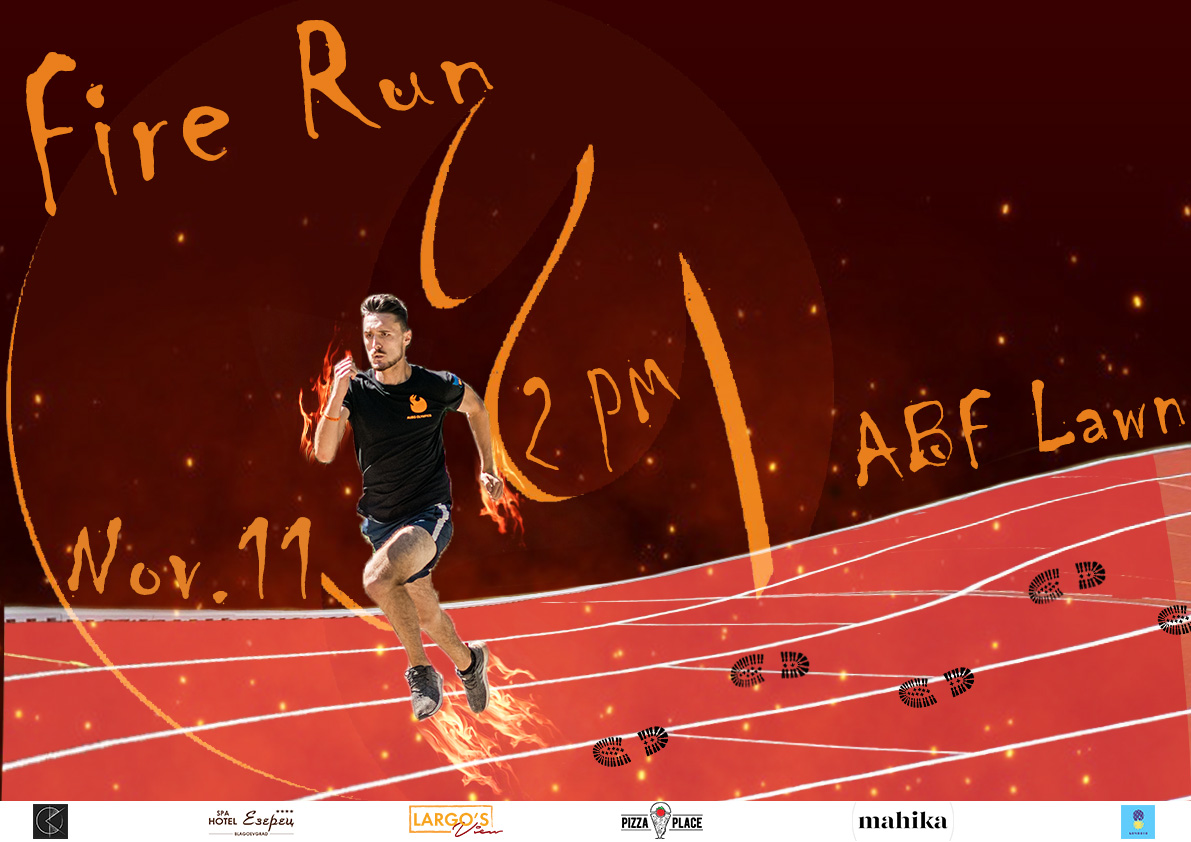 Fire Run
2 PM
ABF Lawn
Nov. 11
SPA
HOTEL Езерец
BLAGOEVGRAD
LARGO'S
View
PIZZA PLACE
mahika